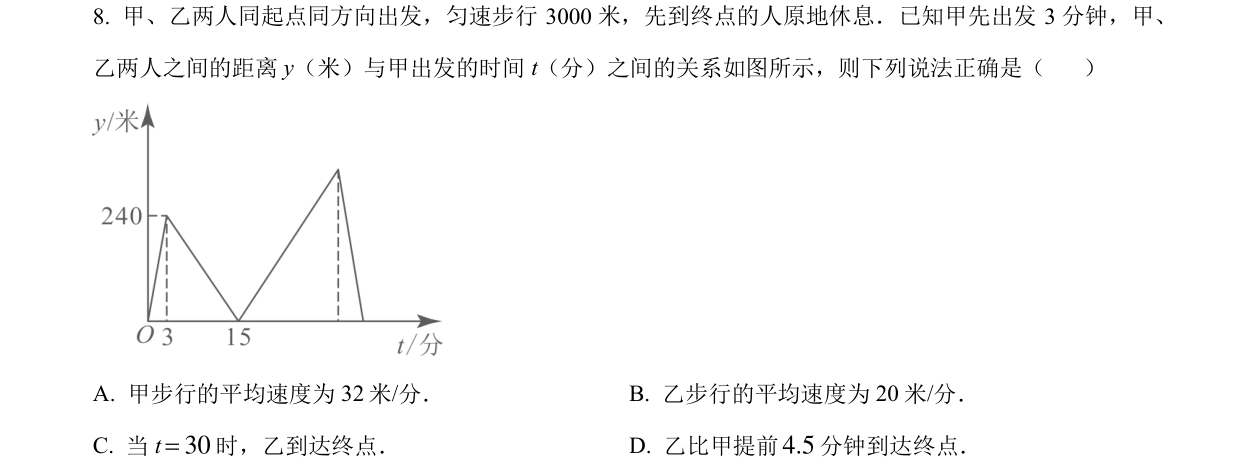 8. 甲、乙两人同起点同方向出发，匀速步行 3000 米，先到终点的人原地休息．已知甲先出发 3 分钟，甲、
乙两人之间的距离 y（米）与甲出发的时间 t（分）之间的关系如图所示，则下列说法正确是（　　）
y/米
240
O 3 15
t/分
A. 甲步行的平均速度为 32 米/分． B. 乙步行的平均速度为 20 米/分．
C. 当 t=30 时，乙到达终点． D. 乙比甲提前 4.5 分钟到达终点．